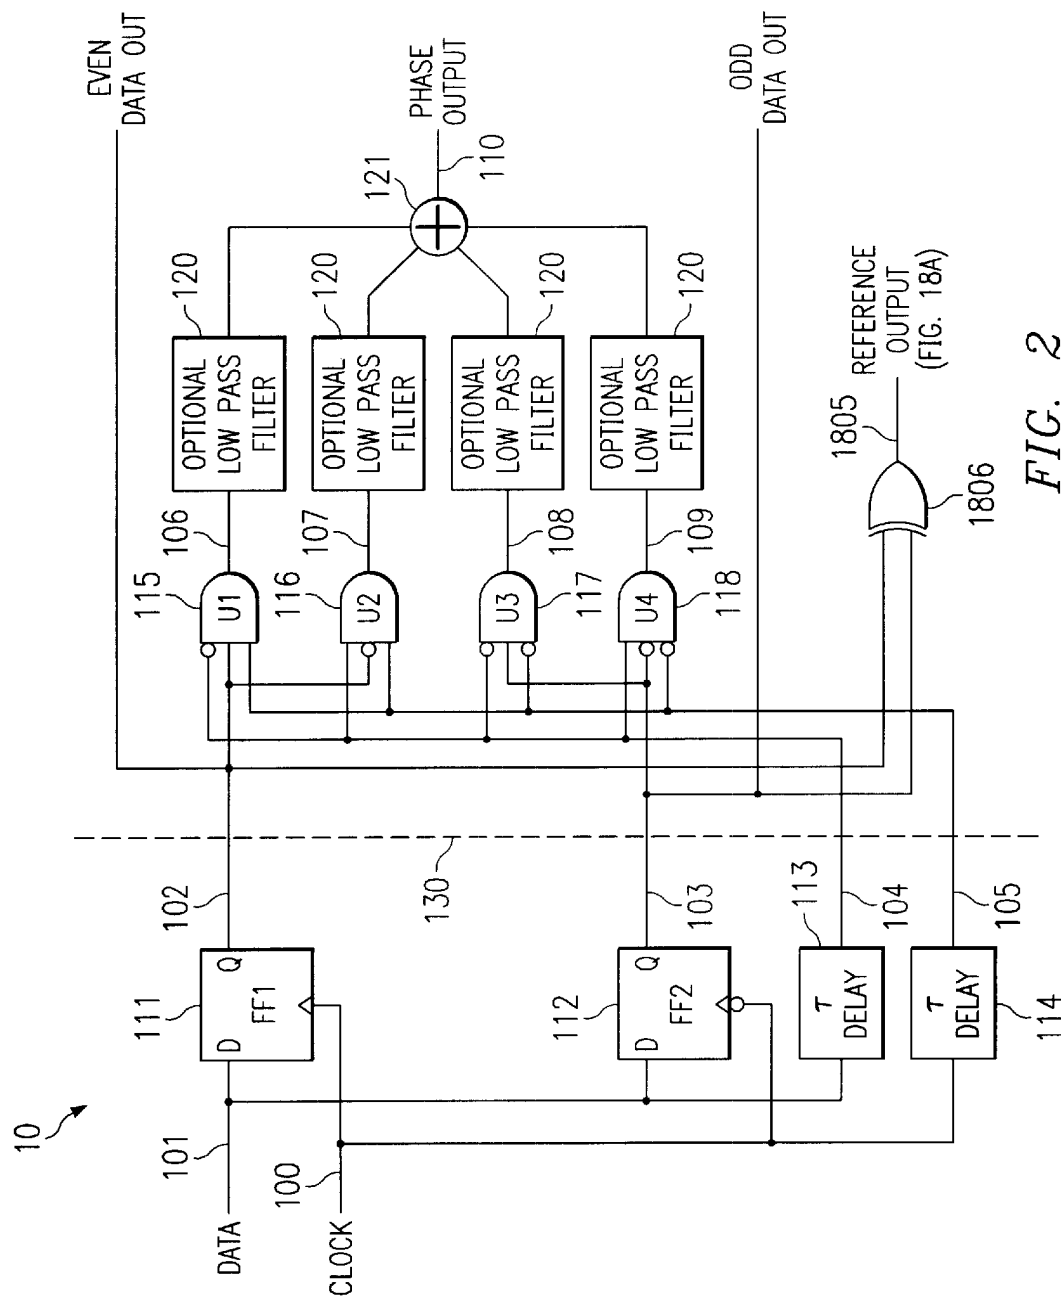 10
DATA
101
100
CLOCK
111
D
Q
FF1
102
112
D
Q
FF2
103
113
τ
DELAY
104
τ
DELAY
114
105
130
EVEN
DATA OUT
115
U1
106
OPTIONAL
LOW PASS
FILTER
120
116
U2
107
OPTIONAL
LOW PASS
FILTER
120
U3
117
108
OPTIONAL
LOW PASS
FILTER
120
U4
118
109
OPTIONAL
LOW PASS
FILTER
120
121
+
110
PHASE
OUTPUT
ODD
DATA OUT
1806
1805
REFERENCE
OUTPUT
(FIG. 18A)
FIG. 2